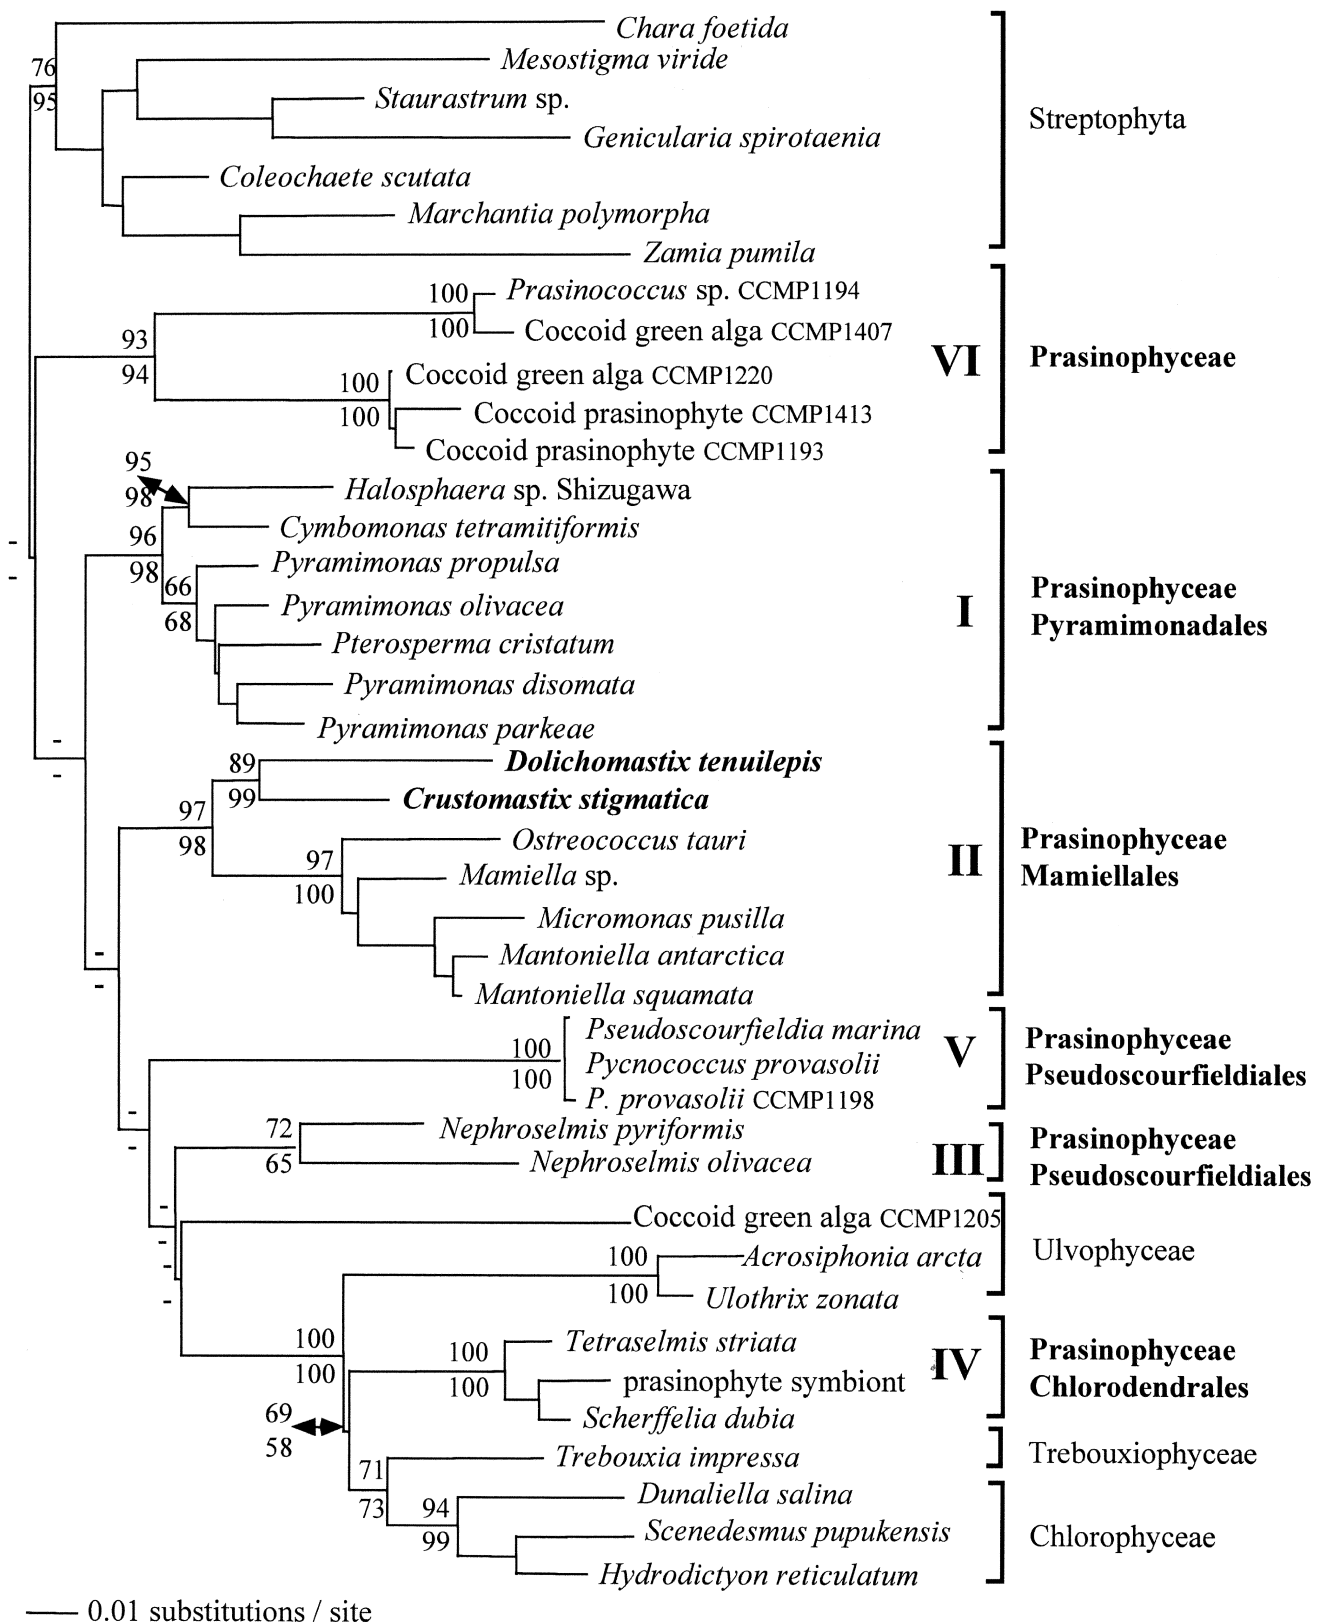 Chara foetida
76
Mesostigma viride
95
Staurastrum sp.
Streptophyta
Genicularia spirotaenia
Coleochaete scutata
Marchantia polymorpha
Zamia pumila
100
Prasinococcus sp. CCMP1194
100
Coccoid green alga CCMP1407
93
VI
Prasinophyceae
94
100
Coccoid green alga CCMP1220
100
Coccoid prasinophyte CCMP1413
Coccoid prasinophyte CCMP1193
95
98
Halosphaera sp. Shizugawa
96
Cymbomonas tetramitiformis
-
-
98
66
Pyramimonas propulsa
68
Pyramimonas olivacea
I
Prasinophyceae
Pyramimonadales
Pterosperma cristatum
Pyramimonas disomata
Pyramimonas parkeae
-
-
89
Dolichomastix tenuilepis
99
Crustomastix stigmatica
97
98
Ostreococcus tauri
II
Prasinophyceae
Mamiellales
97
100
Mamiella sp.
Micromonas pusilla
-
-
Mantoniella antarctica
Mantoniella squamata
Pseudoscourfieldia marina
100
Pycnococcus provasolii
V
Prasinophyceae
Pseudoscourfieldiales
100
P. provasolii CCMP1198
-
-
72
Nephroselmis pyriformis
65
Nephroselmis olivacea
III
Prasinophyceae
Pseudoscourfieldiales
-
-
Coccoid green alga CCMP1205
Ulvophyceae
-
-
100
Acrosiphonia arcta
100
Ulothrix zonata
100
100
Tetraselmis striata
100
100
prasinophyte symbiont
IV
Prasinophyceae
Chlorodendrales
Scherffelia dubia
69
58
Trebouxia impressa
Trebouxiophyceae
71
73
Dunaliella salina
94
99
Scenedesmus pupukensis
Chlorophyceae
Hydrodictyon reticulatum
0.01 substitutions / site